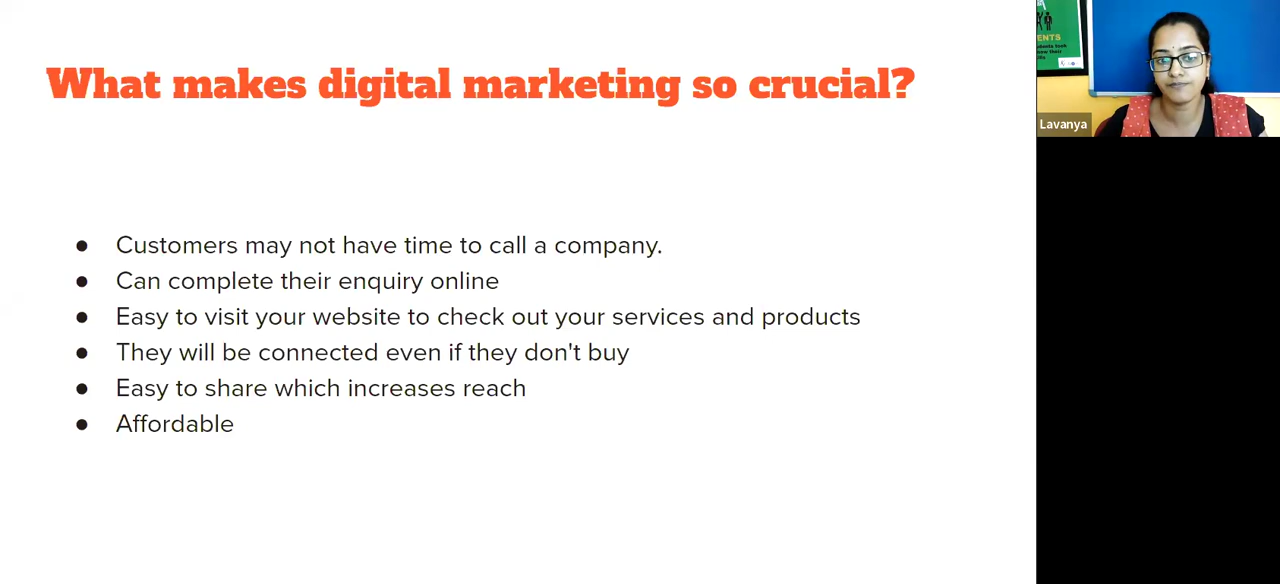 What makes digital marketing so crucial?
● Customers may not have time to call a company.
● Can complete their enquiry online
● Easy to visit your website to check out your services and products
● They will be connected even if they don't buy
● Easy to share which increases reach
● Affordable
ENTS
Lavanya